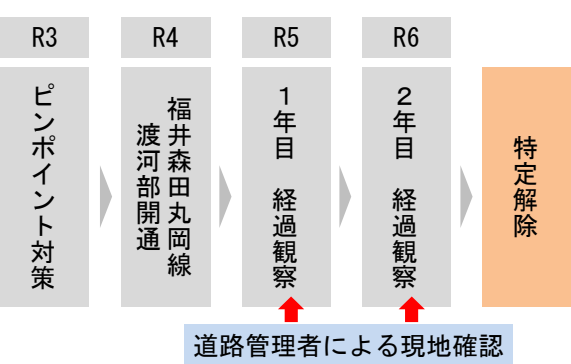 R3
R4
R5
R6
ピンポイント対策
福井森田丸岡線
渡河部開通
１年目　経過観察
２年目　経過観察
特定解除
道路管理者による現地確認